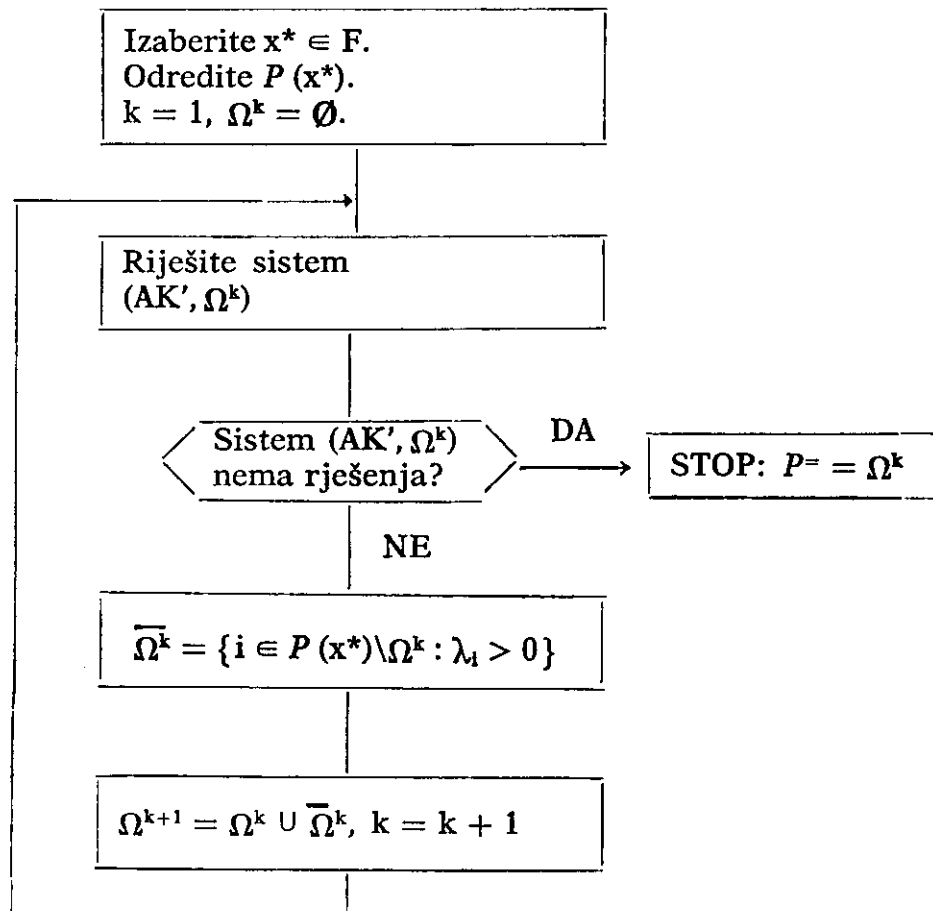 Izaberite x* ∈ F.
Odredite P (x*).
k = 1, Ωᵏ = Ø.
Riješite sistem
(AK′, Ωᵏ)
Sistem (AK′, Ωᵏ)
nema rješenja?
DA
STOP: P⁼ = Ωᵏ
NE
Ω̅ᵏ = {i ∈ P (x*)\Ωᵏ : λᵢ > 0}
Ωᵏ⁺¹ = Ωᵏ ∪ Ω̅ᵏ, k = k + 1